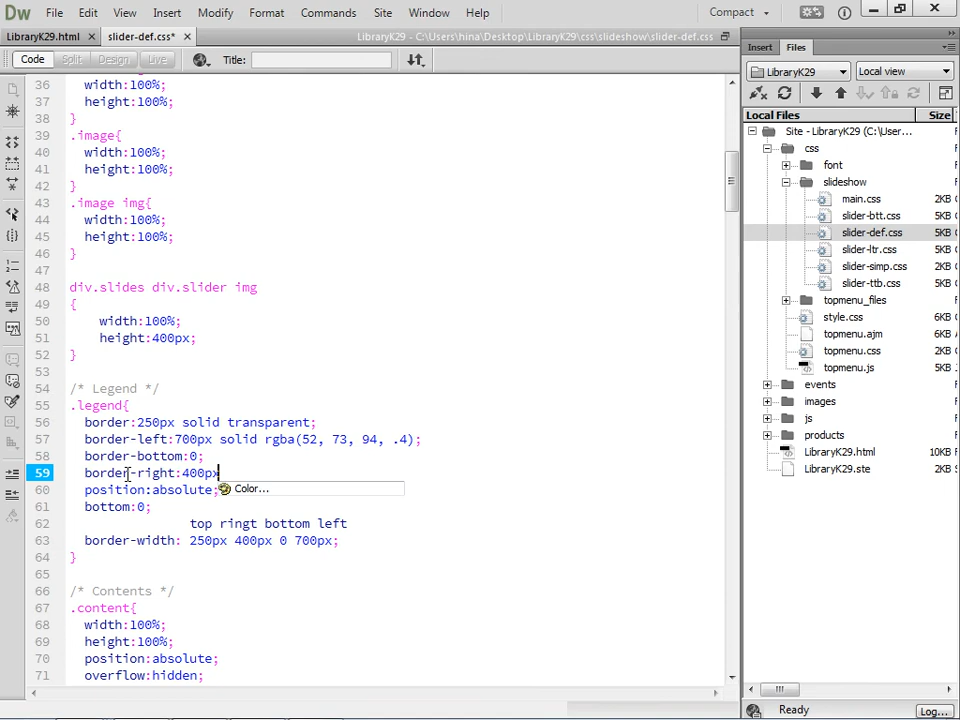 Dw File Edit View Insert Modify Format Commands Site Window Help Compact
LibraryK29.html slider-def.css* LibraryK29 - C:\Users\hina\Desktop\LibraryK29\css\slideshow\slider-def.css
Code Split Design Live Title:
36 width:100%;
37 height:100%;
38 }
39 .image{
40 width:100%;
41 height:100%;
42 }
43 .image img{
44 width:100%;
45 height:100%;
46 }
47
48 div.slides div.slider img
49 {
50 width:100%;
51 height:400px;
52 }
53
54 /* Legend */
55 .legend{
56 border:250px solid transparent;
57 border-left:700px solid rgba(52, 73, 94, .4);
58 border-bottom:0;
59 border-right:400px
60 position:absolute;
Color...
61 bottom:0;
62 top ringt bottom left
63 border-width: 250px 400px 0 700px;
64 }
65
66 /* Contents */
67 .content{
68 width:100%;
69 height:100%;
70 position:absolute;
71 overflow:hidden;
Insert Files
LibraryK29 Local view
Local Files Size
Site - LibraryK29 (C:\User... F
css F
font F
slideshow F
main.css 2KB C
slider-btt.css 5KB C
slider-def.css 5KB C
slider-ltr.css 5KB C
slider-simp.css 2KB C
slider-ttb.css 5KB C
topmenu_files F
style.css 6KB C
topmenu.ajm 6KB F
topmenu.css 2KB C
topmenu.js 5KB F
events F
images F
js F
products F
LibraryK29.html 4KB F
LibraryK29.ste 2KB F
Ready Log...